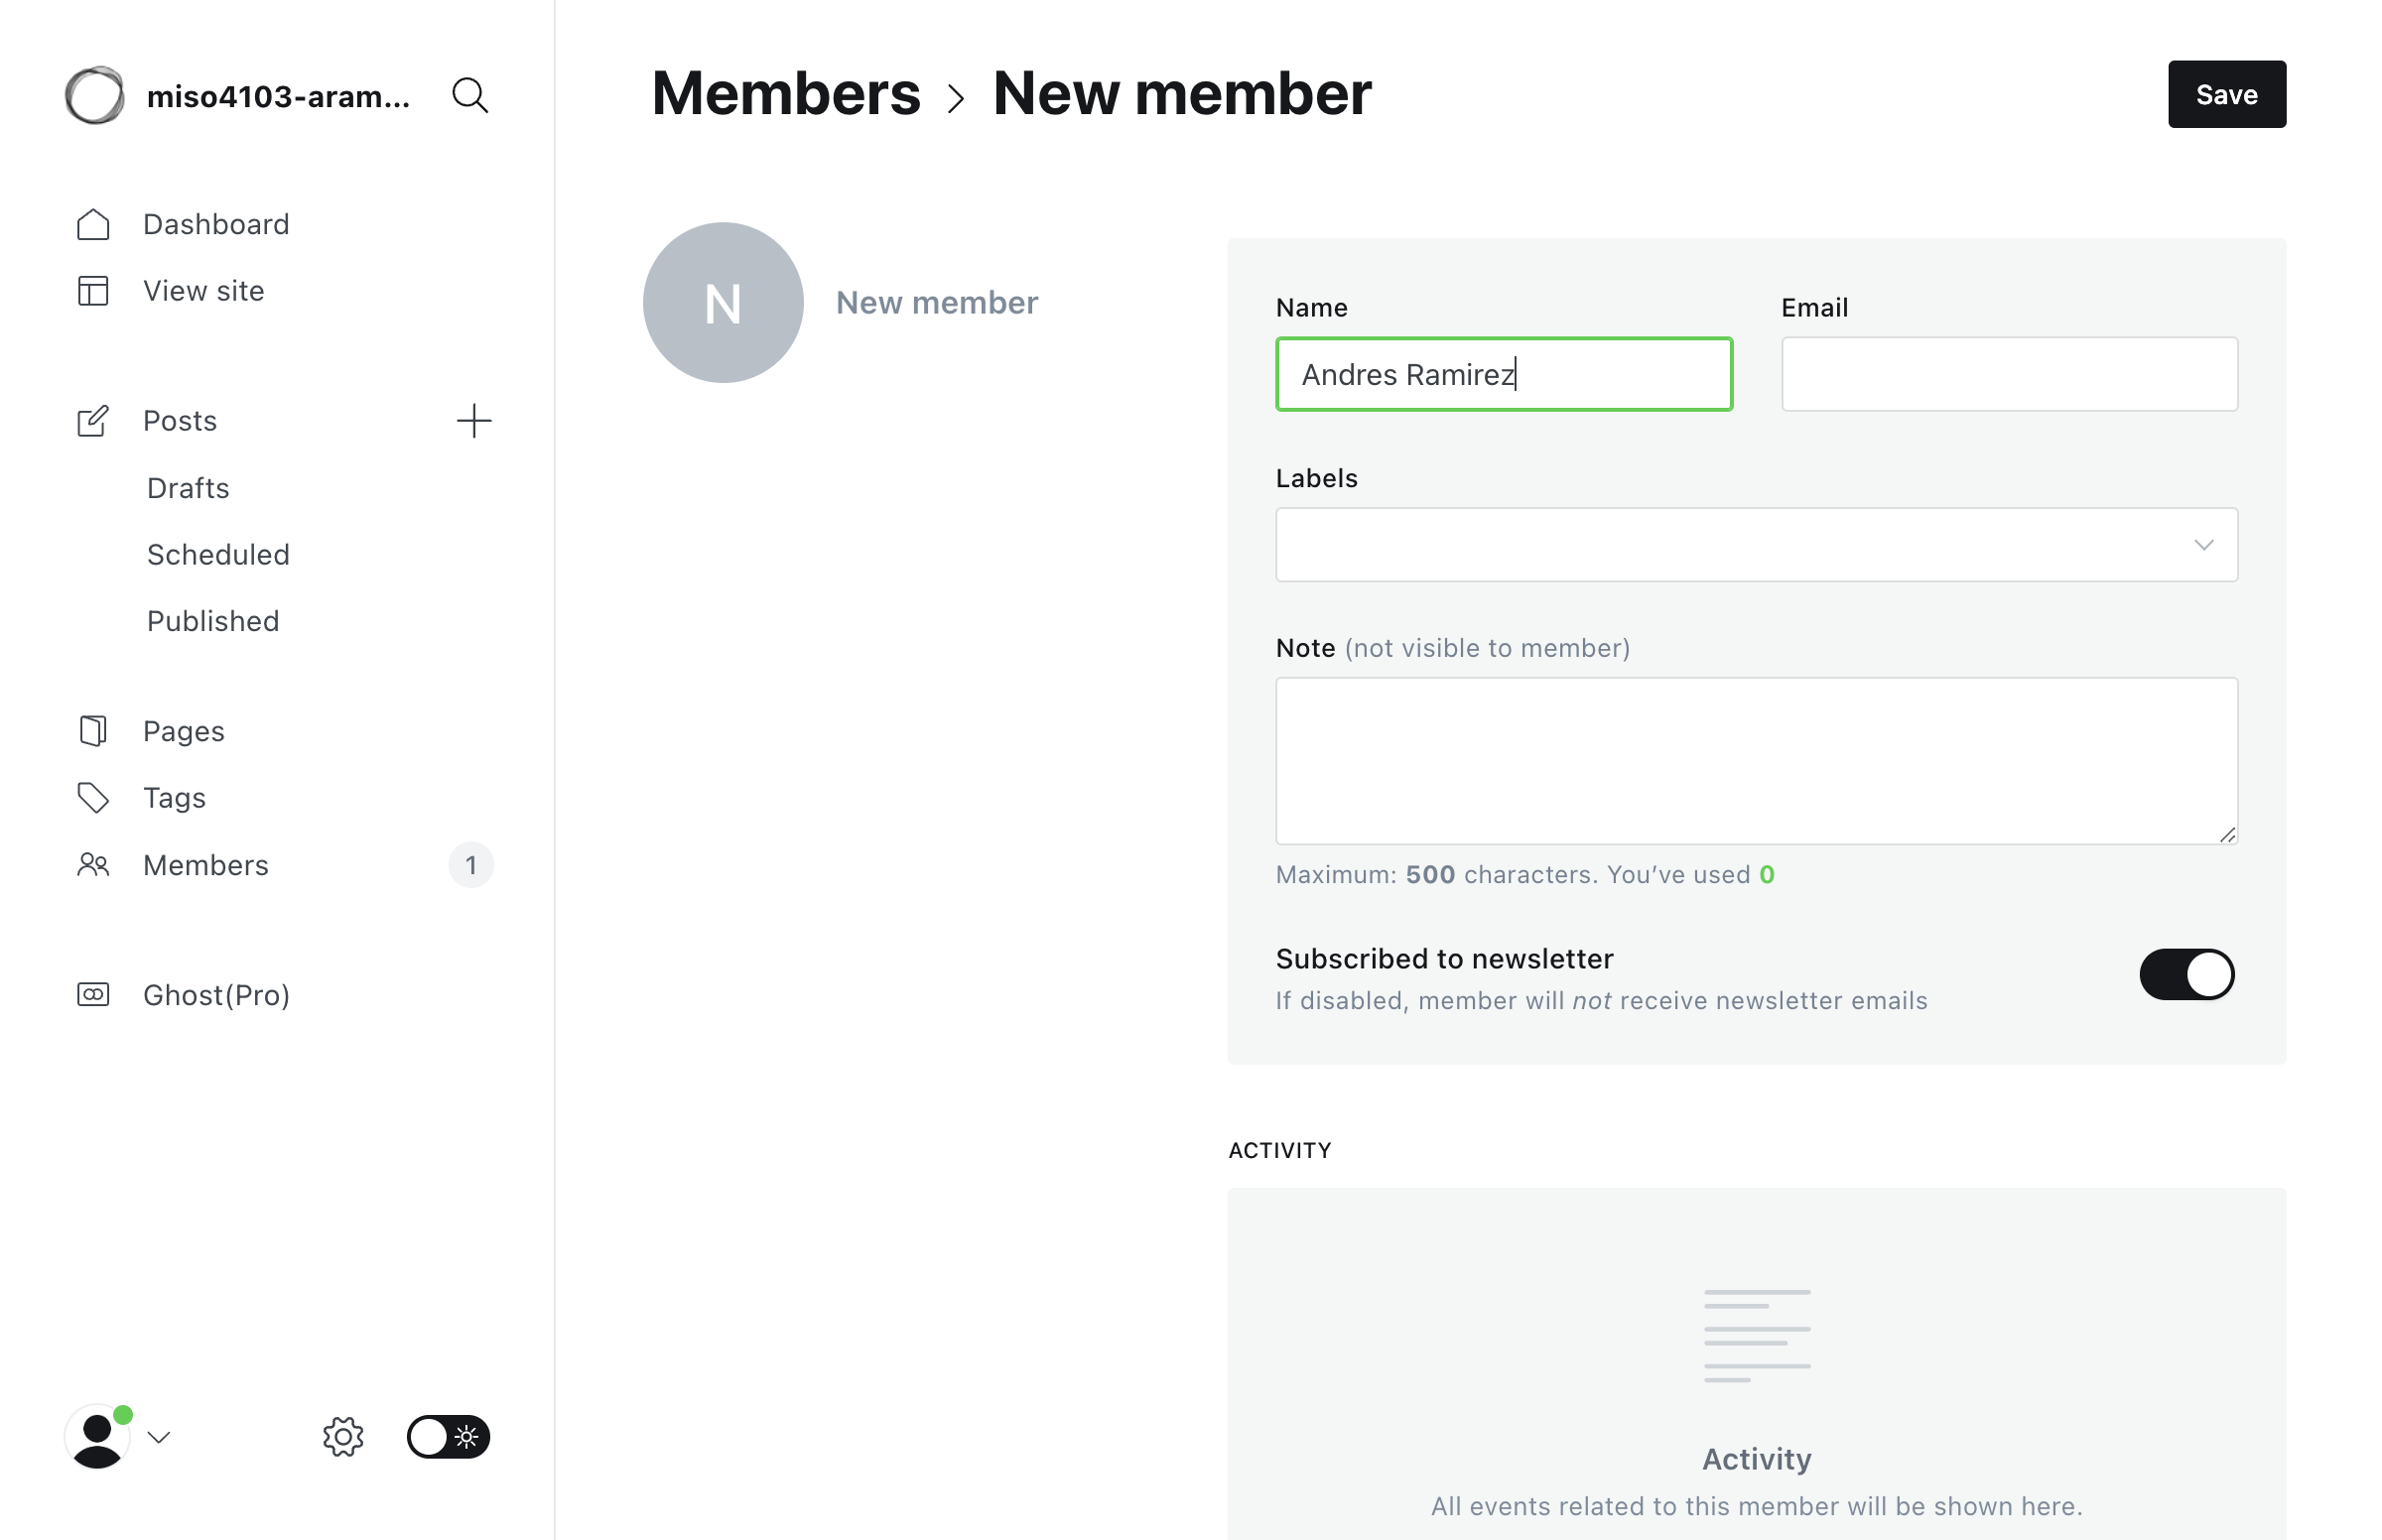 miso4103-aram...
Dashboard
View site
Posts
Drafts
Scheduled
Published
Pages
Tags
Members 1
Ghost(Pro)
Members > New member
Save
N
New member
Name
Andres Ramirez
Email
Labels
Note (not visible to member)
Maximum: 500 characters. You’ve used 0
Subscribed to newsletter
If disabled, member will not receive newsletter emails
ACTIVITY
Activity
All events related to this member will be shown here.